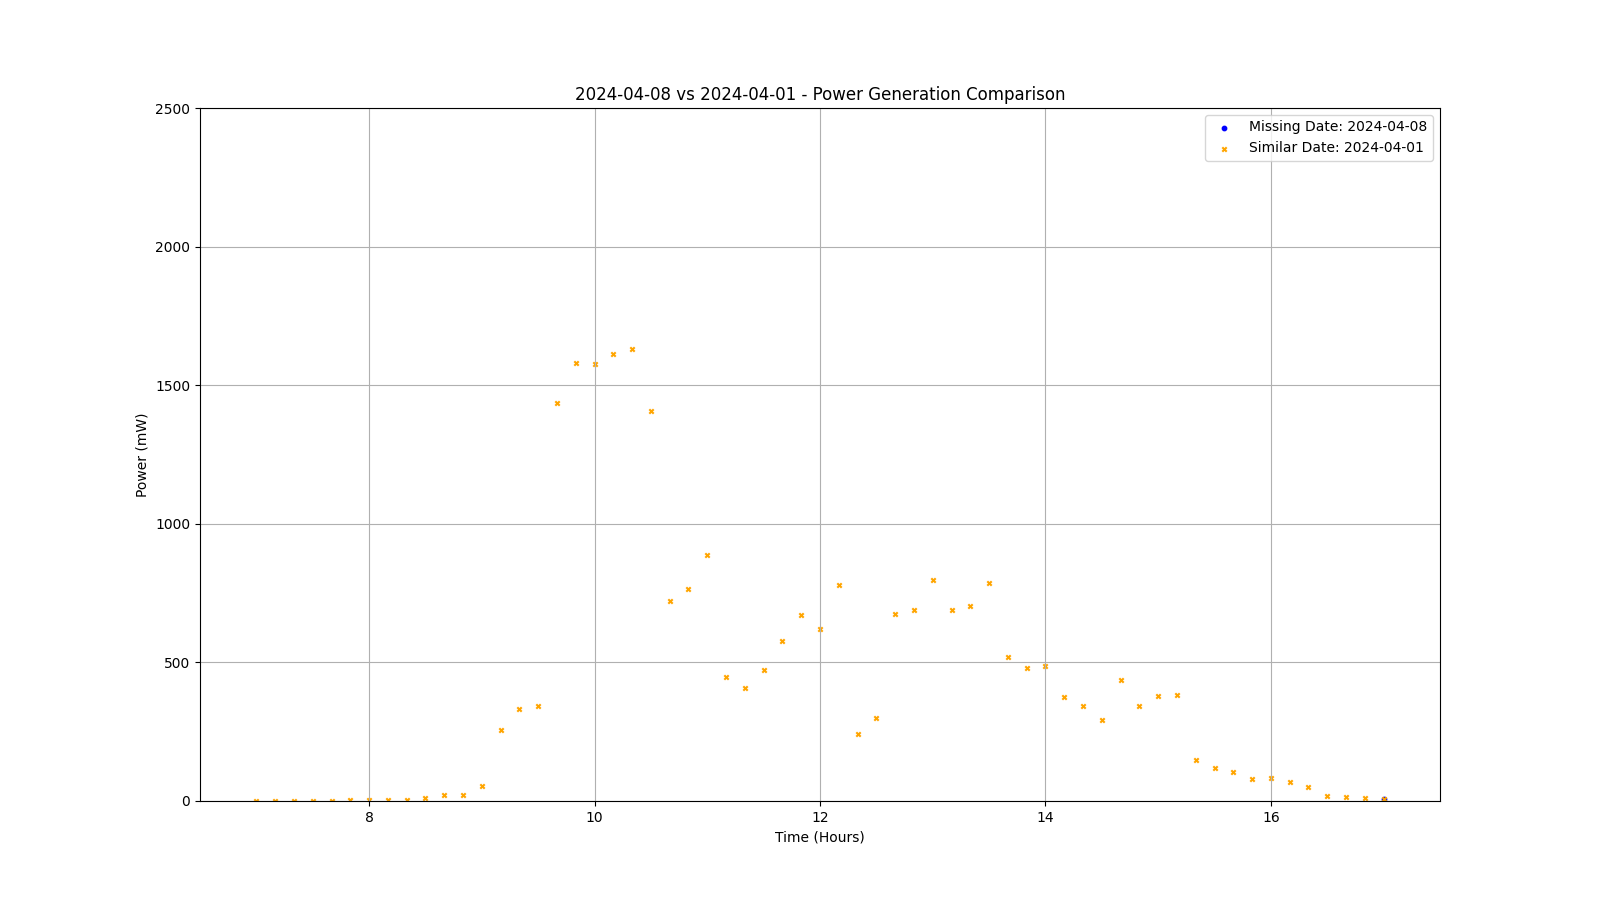 2024-04-08 vs 2024-04-01 - Power Generation Comparison
Missing Date: 2024-04-08
Similar Date: 2024-04-01
2500
2000
1500
1000
500
0
Power (mW)
8
10
12
14
16
Time (Hours)